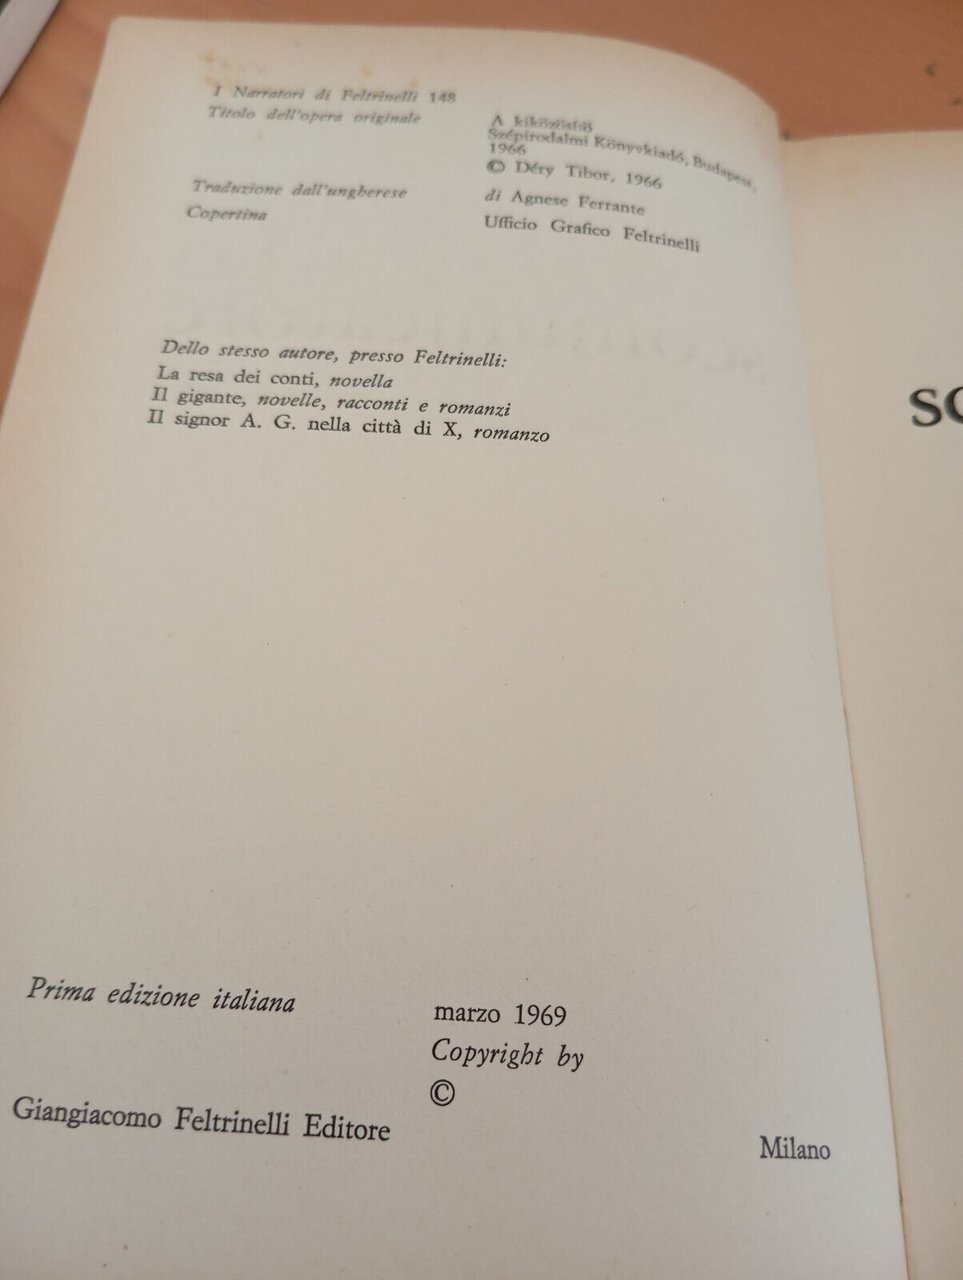 I Narratori di Feltrinelli 148
Titolo dell'opera originale
A kiközösítő
Szépirodalmi Könyvkiadó, Budapest,
1966
© Déry Tibor, 1966
Traduzione dall'ungherese
di Agnese Ferrante
Copertina
Ufficio Grafico Feltrinelli
Dello stesso autore, presso Feltrinelli:
La resa dei conti, novella
Il gigante, novelle, racconti e romanzi
Il signor A. G. nella città di X, romanzo
Prima edizione italiana
marzo 1969
Copyright by
©
Giangiacomo Feltrinelli Editore
Milano